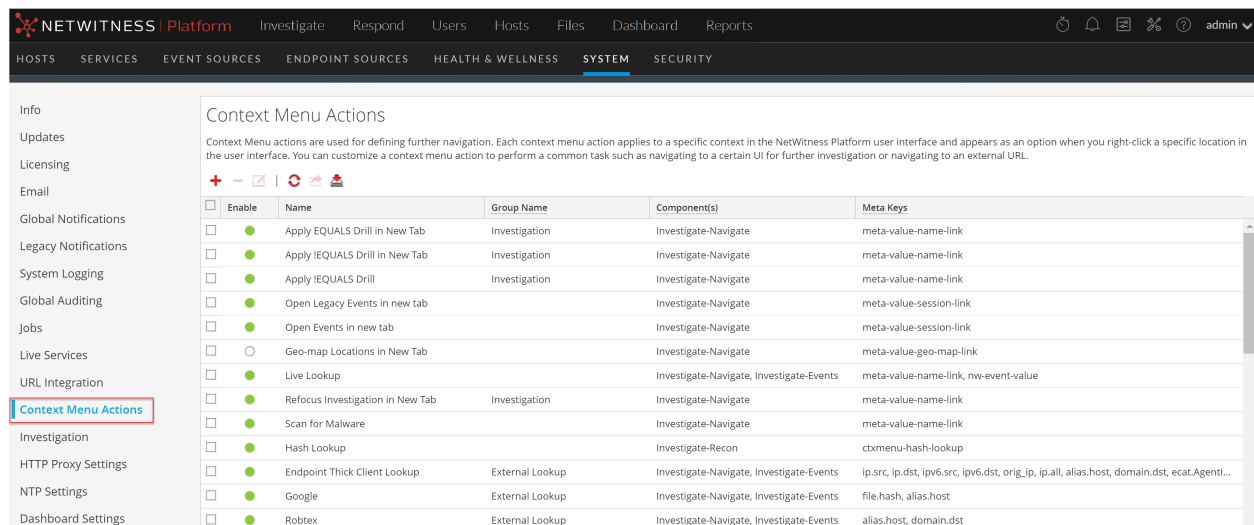 NETWITNESS | Platform Investigate Respond Users Hosts Files Dashboard Reports admin
HOSTS SERVICES EVENT SOURCES ENDPOINT SOURCES HEALTH & WELLNESS SYSTEM SECURITY
Info
Updates
Licensing
Email
Global Notifications
Legacy Notifications
System Logging
Global Auditing
Jobs
Live Services
URL Integration
Context Menu Actions
Investigation
HTTP Proxy Settings
NTP Settings
Dashboard Settings
Context Menu Actions
Context Menu actions are used for defining further navigation. Each context menu action applies to a specific context in the NetWitness Platform user interface and appears as an option when you right-click a specific location in
the user interface. You can customize a context menu action to perform a common task such as navigating to a certain UI for further investigation or navigating to an external URL.
Enable Name Group Name Component(s) Meta Keys
Apply EQUALS Drill in New Tab Investigation Investigate-Navigate meta-value-name-link
Apply !EQUALS Drill in New Tab Investigation Investigate-Navigate meta-value-name-link
Apply !EQUALS Drill Investigation Investigate-Navigate meta-value-name-link
Open Legacy Events in new tab Investigate-Navigate meta-value-session-link
Open Events in new tab Investigate-Navigate meta-value-session-link
Geo-map Locations in New Tab Investigate-Navigate meta-value-geo-map-link
Live Lookup Investigate-Navigate, Investigate-Events meta-value-name-link, nw-event-value
Refocus Investigation in New Tab Investigation Investigate-Navigate meta-value-name-link
Scan for Malware Investigate-Navigate meta-value-name-link
Hash Lookup Investigate-Recon ctxmenu-hash-lookup
Endpoint Thick Client Lookup External Lookup Investigate-Navigate, Investigate-Events ip.src, ip.dst, ipv6.src, ipv6.dst, orig_ip, ip.all, alias.host, domain.dst, ecat.AgentI...
Google External Lookup Investigate-Navigate, Investigate-Events file.hash, alias.host
Robtex External Lookup Investigate-Navigate, Investigate-Events alias.host, domain.dst